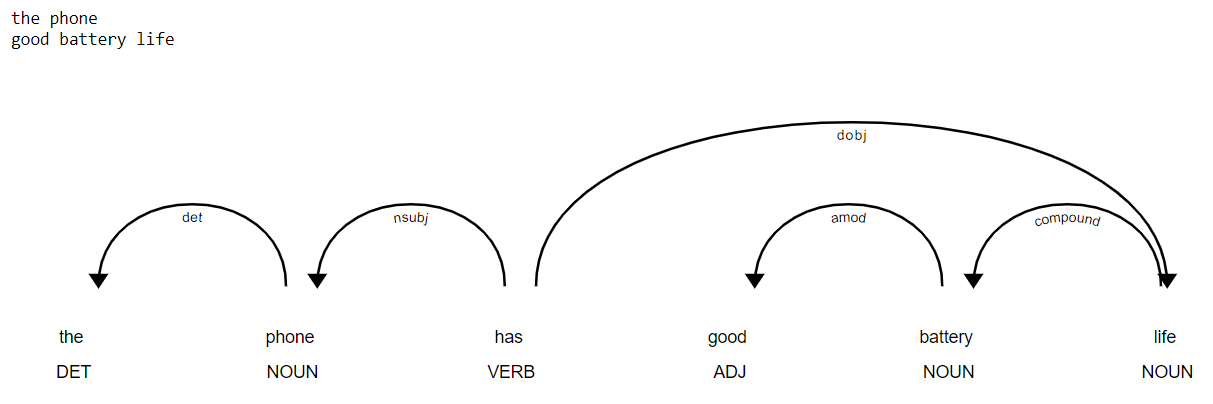 the phone
good battery life
dobj
det nsubj amod compound
the phone has good battery life
DET NOUN VERB ADJ NOUN NOUN